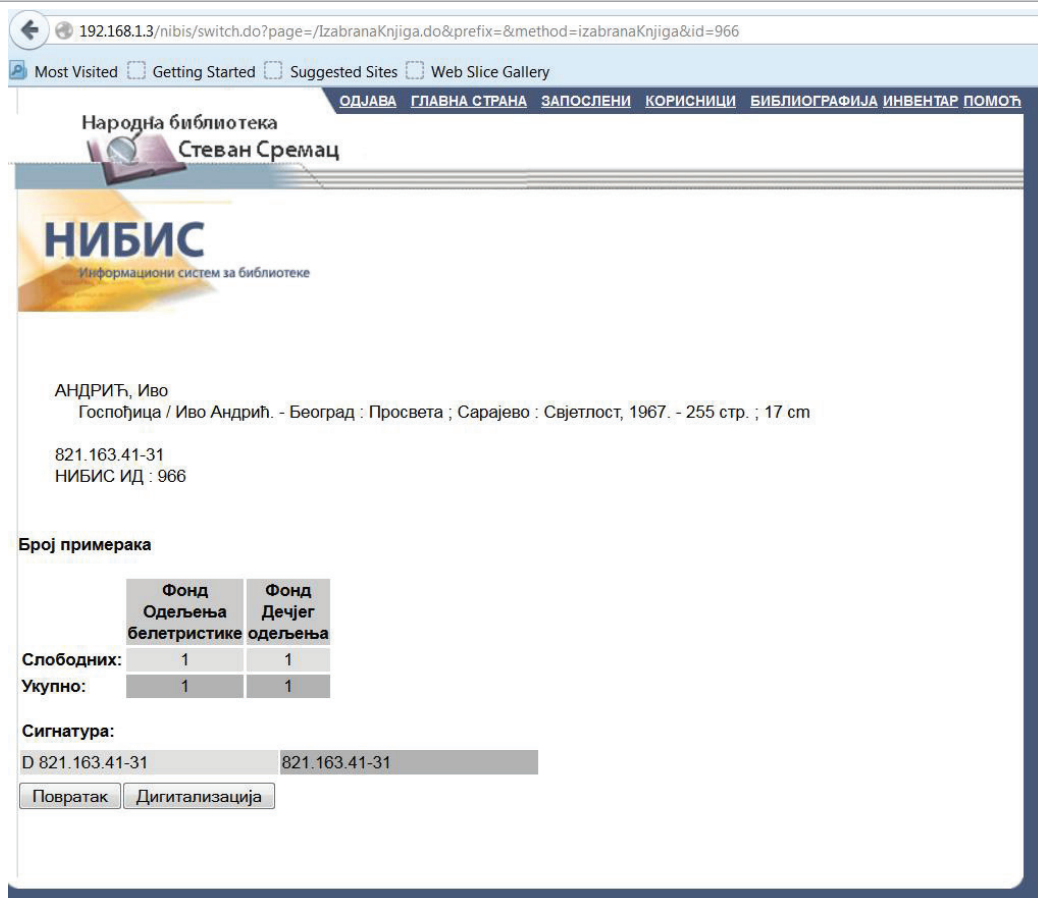 192.168.1.3/nibis/switch.do?page=/IzabranaKnjiga.do&prefix=&method=izabranaKnjiga&id=966
Most Visited Getting Started Suggested Sites Web Slice Gallery
ОДЈАВА ГЛАВНА СТРАНА ЗАПОСЛЕНИ КОРИСНИЦИ БИБЛИОГРАФИЈА ИНВЕНТАР ПОМОЋ
Народна библиотека
Стеван Сремац
НИБИС
Информациони систем за библиотеке
АНДРИЋ, Иво
Госпођица / Иво Андрић. - Београд : Просвета ; Сарајево : Свјетлост, 1967. - 255 стр. ; 17 cm
821.163.41-31
НИБИС ИД : 966
Број примерака
Фонд Фонд
Одељења Дечјег
белетристике одељења
Слободних: 1 1
Укупно: 1 1
Сигнатура:
D 821.163.41-31 821.163.41-31
Повратак Дигитализација